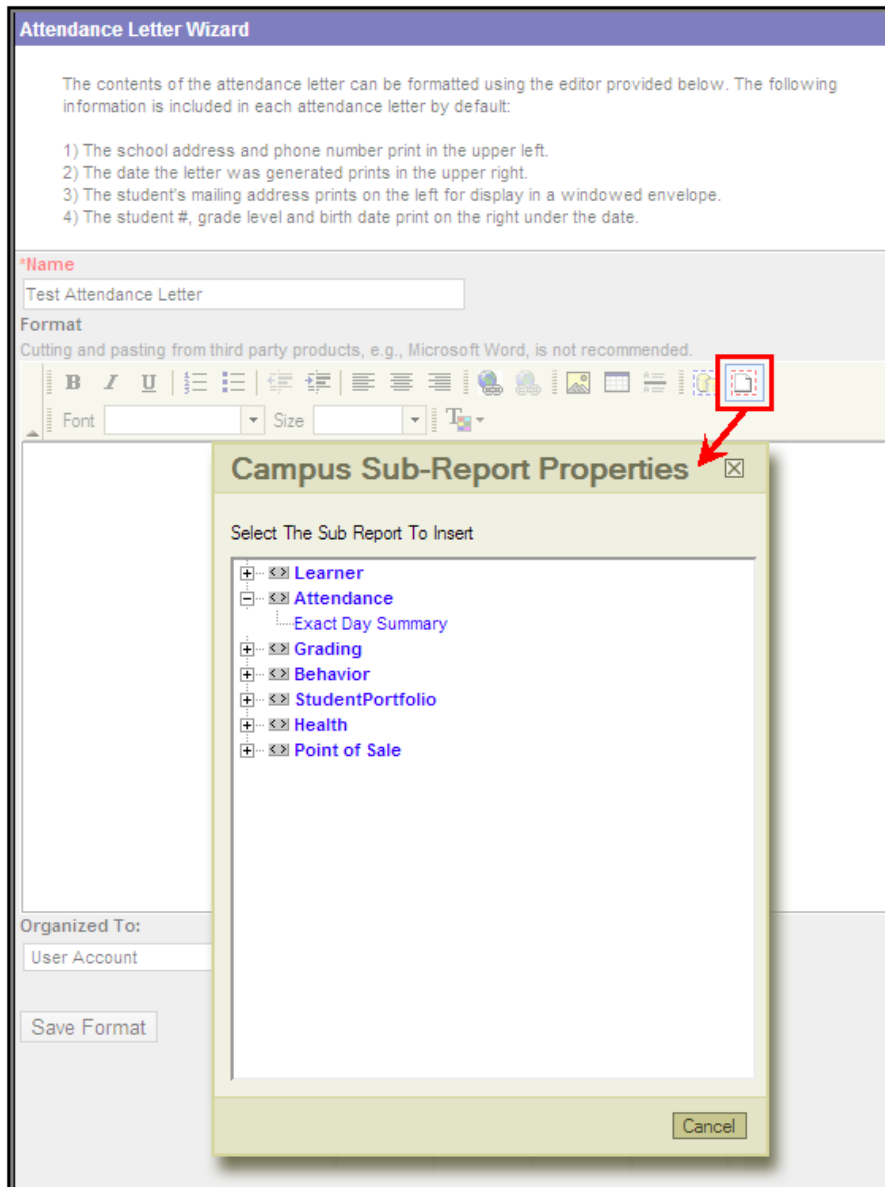 Attendance Letter Wizard
The contents of the attendance letter can be formatted using the editor provided below. The following
information is included in each attendance letter by default:
1) The school address and phone number print in the upper left.
2) The date the letter was generated prints in the upper right.
3) The student's mailing address prints on the left for display in a windowed envelope.
4) The student #, grade level and birth date print on the right under the date.
*Name
Test Attendance Letter
Format
Cutting and pasting from third party products, e.g., Microsoft Word, is not recommended.
B I U
Font Size
Campus Sub-Report Properties
Select The Sub Report To Insert
Learner
Attendance
Exact Day Summary
Grading
Behavior
StudentPortfolio
Health
Point of Sale
Organized To:
User Account
Save Format
Cancel